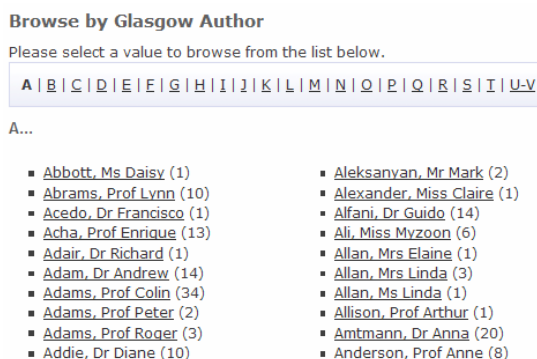 Browse by Glasgow Author
Please select a value to browse from the list below.
A | B | C | D | E | F | G | H | I | J | K | L | M | N | O | P | Q | R | S | T | U-V
A...
Abbott, Ms Daisy (1)
Abrams, Prof Lynn (10)
Acedo, Dr Francisco (1)
Acha, Prof Enrique (13)
Adair, Dr Richard (1)
Adam, Dr Andrew (14)
Adams, Prof Colin (34)
Adams, Prof Peter (2)
Adams, Prof Roger (3)
Addie, Dr Diane (10)
Aleksanyan, Mr Mark (2)
Alexander, Miss Claire (1)
Alfani, Dr Guido (14)
Ali, Miss Myzoon (6)
Allan, Mrs Elaine (1)
Allan, Mrs Linda (3)
Allan, Ms Linda (1)
Allison, Prof Arthur (1)
Amtmann, Dr Anna (20)
Anderson, Prof Anne (8)